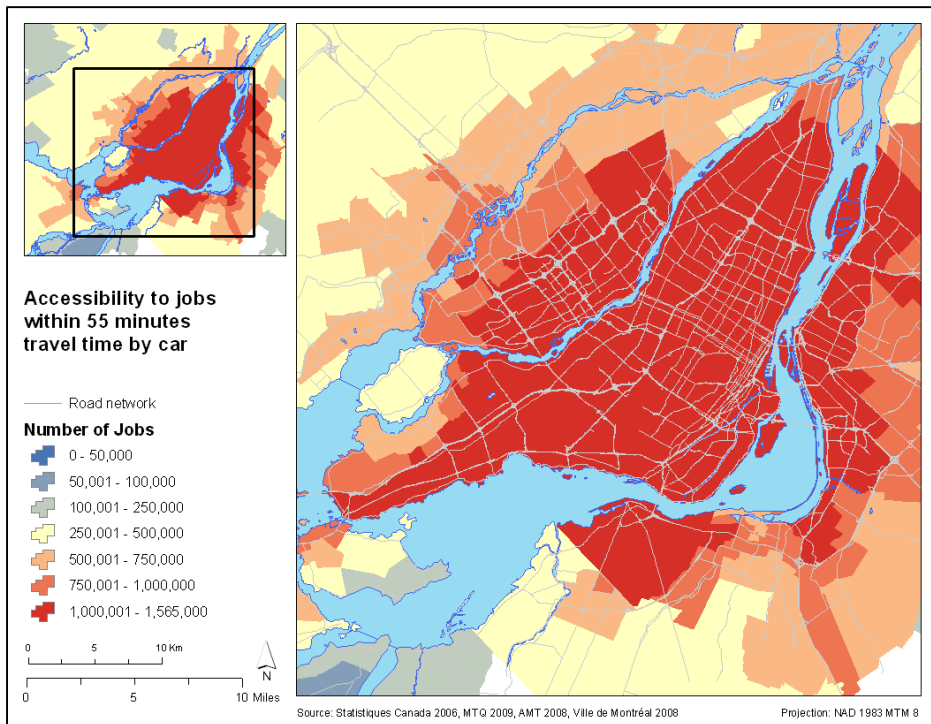 Accessibility to jobs
within 55 minutes
travel time by car
Road network
Number of Jobs
0 - 50,000
50,001 - 100,000
100,001 - 250,000
250,001 - 500,000
500,001 - 750,000
750,001 - 1,000,000
1,000,001 - 1,565,000
0 5 10 Km
N
0 5 10 Miles
Source: Statistiques Canada 2006, MTQ 2009, AMT 2008, Ville de Montréal 2008
Projection: NAD 1983 MTM 8